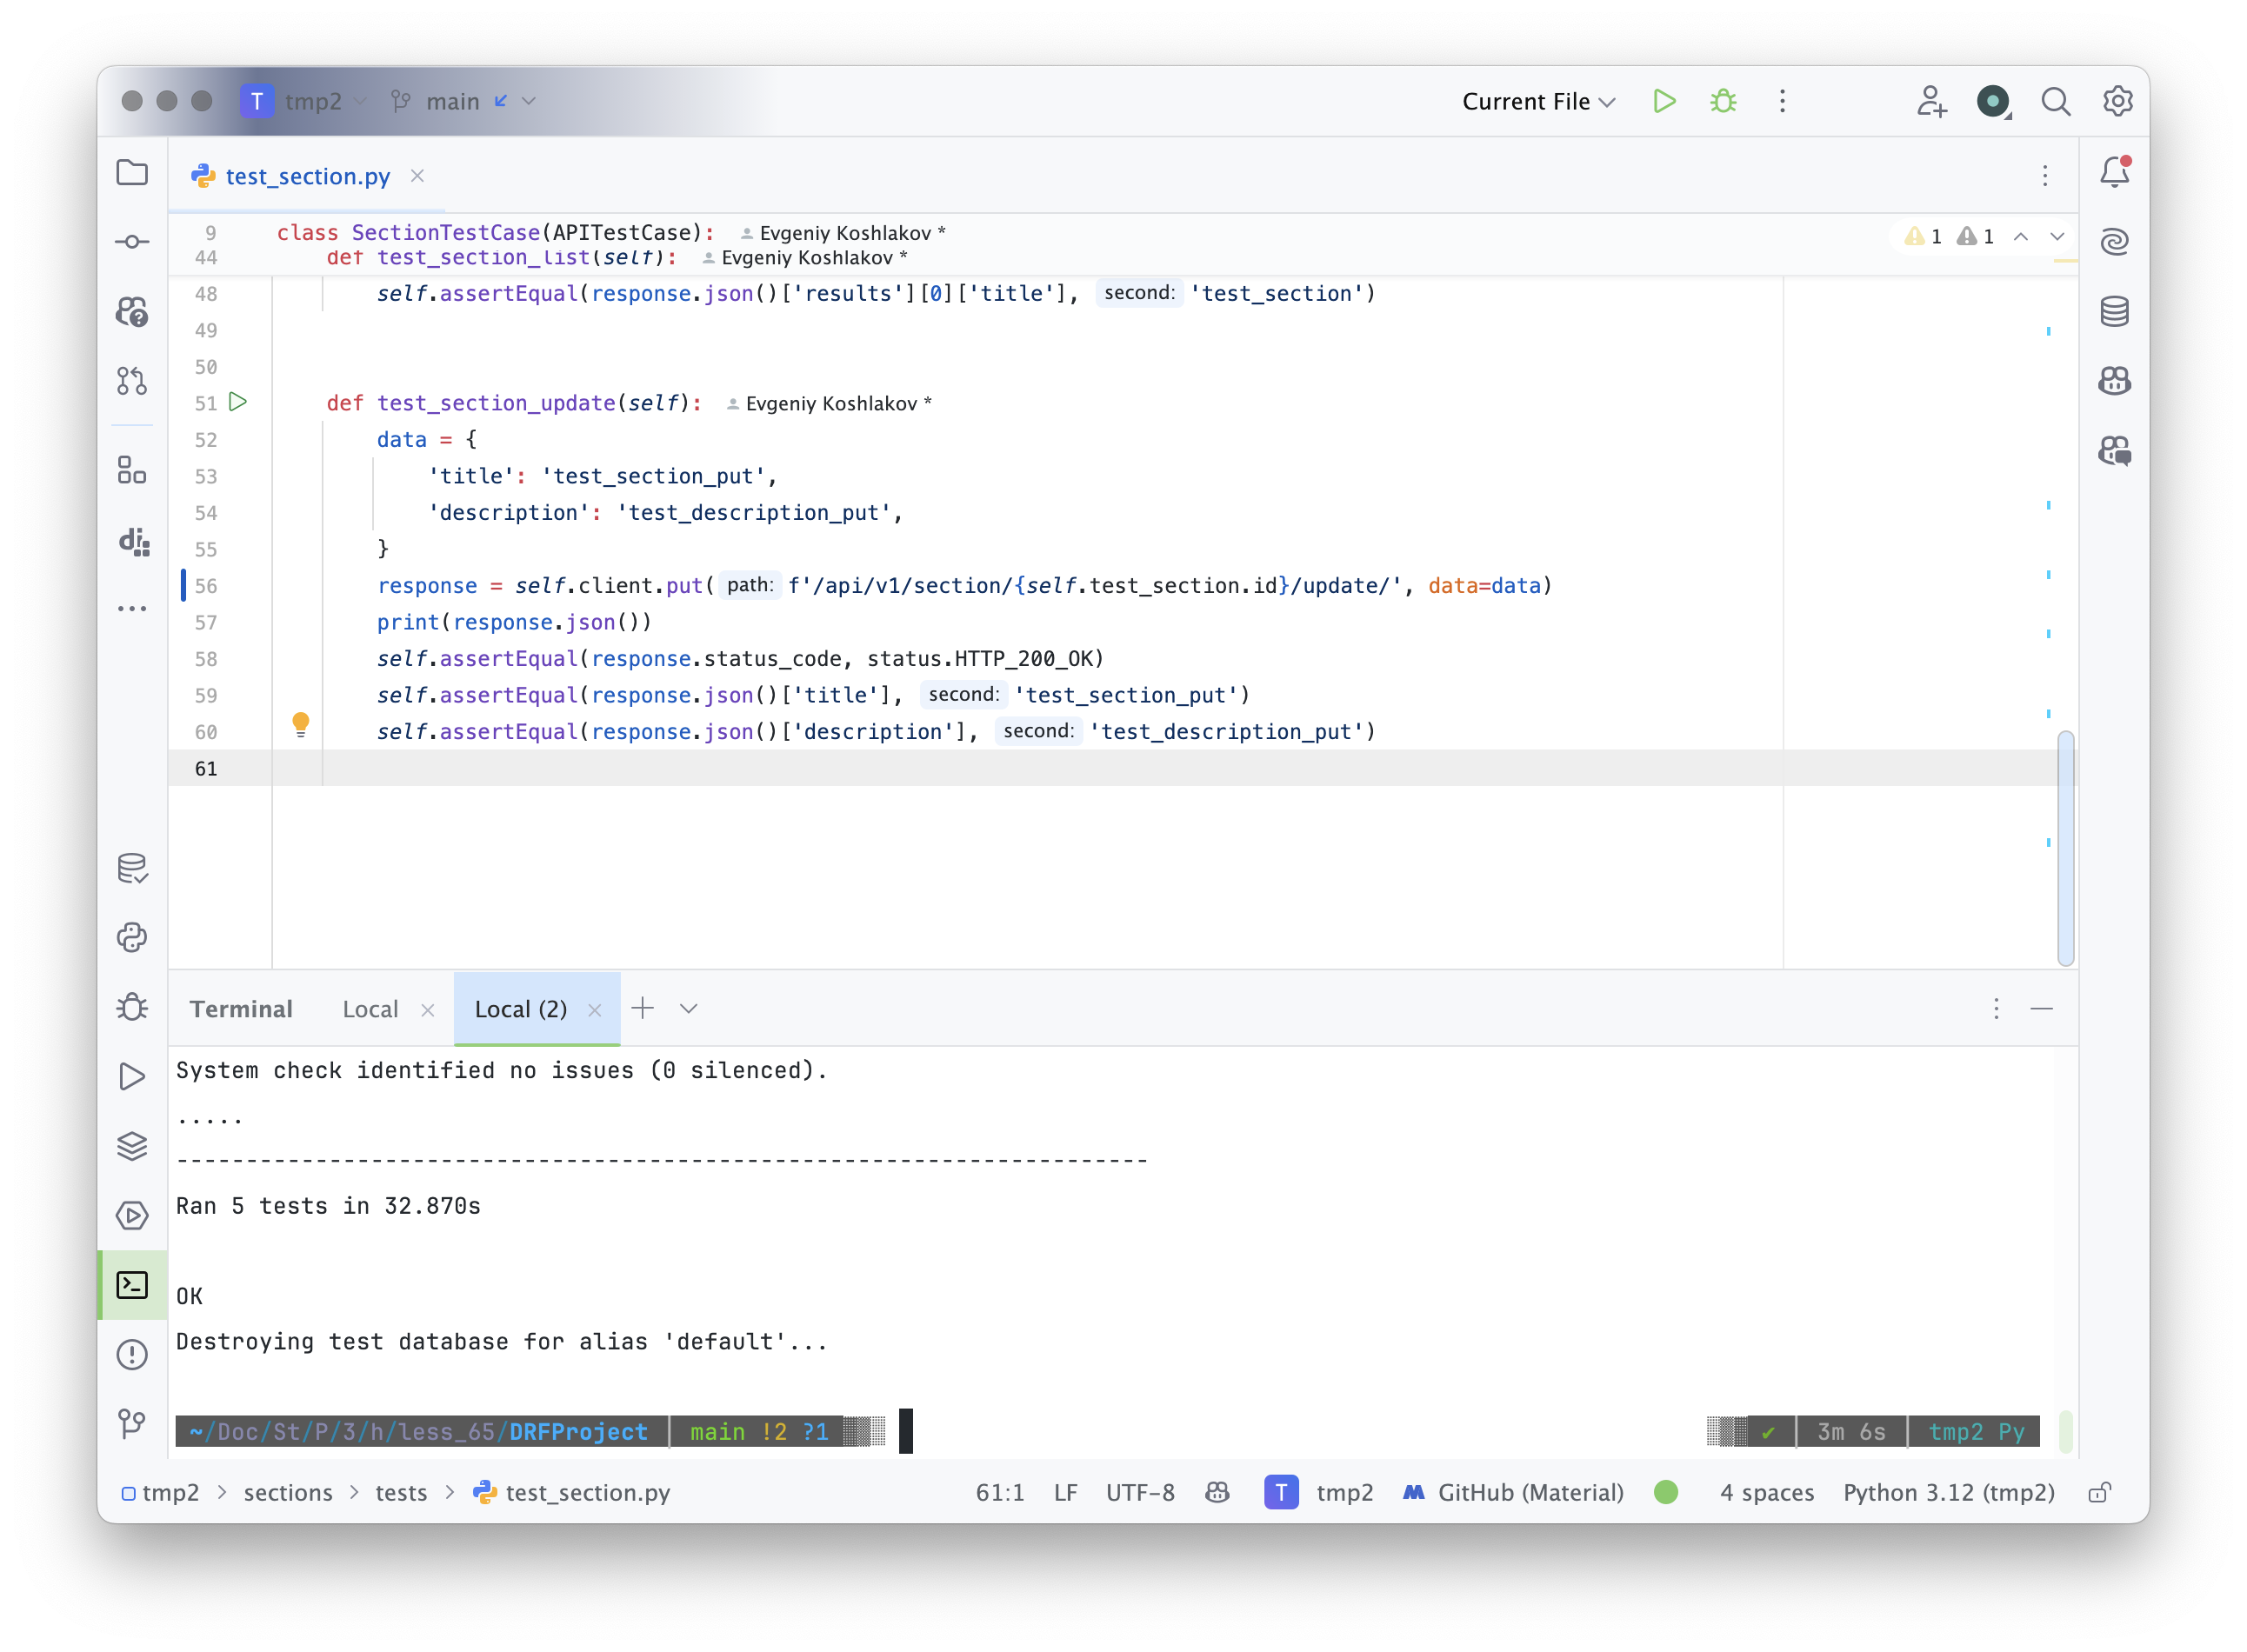 T tmp2 main Current File
test_section.py
9 class SectionTestCase(APITestCase): Evgeniy Koshlakov * 1 1
44 def test_section_list(self): Evgeniy Koshlakov *
48 self.assertEqual(response.json()['results'][0]['title'], second: 'test_section')
49
50
51 def test_section_update(self): Evgeniy Koshlakov *
52 data = {
53 'title': 'test_section_put',
54 'description': 'test_description_put',
55 }
56 response = self.client.put( path: f'/api/v1/section/{self.test_section.id}/update/', data=data)
57 print(response.json())
58 self.assertEqual(response.status_code, status.HTTP_200_OK)
59 self.assertEqual(response.json()['title'], second: 'test_section_put')
60 self.assertEqual(response.json()['description'], second: 'test_description_put')
61
di
Terminal Local Local (2)
System check identified no issues (0 silenced).
.....
----------------------------------------------------------------------
Ran 5 tests in 32.870s
OK
Destroying test database for alias 'default'...
~/Doc/St/P/3/h/less_65/DRFProject main !2 ?1 ✔ 3m 6s tmp2 Py
tmp2 > sections > tests > test_section.py 61:1 LF UTF-8 T tmp2 GitHub (Material) 4 spaces Python 3.12 (tmp2)